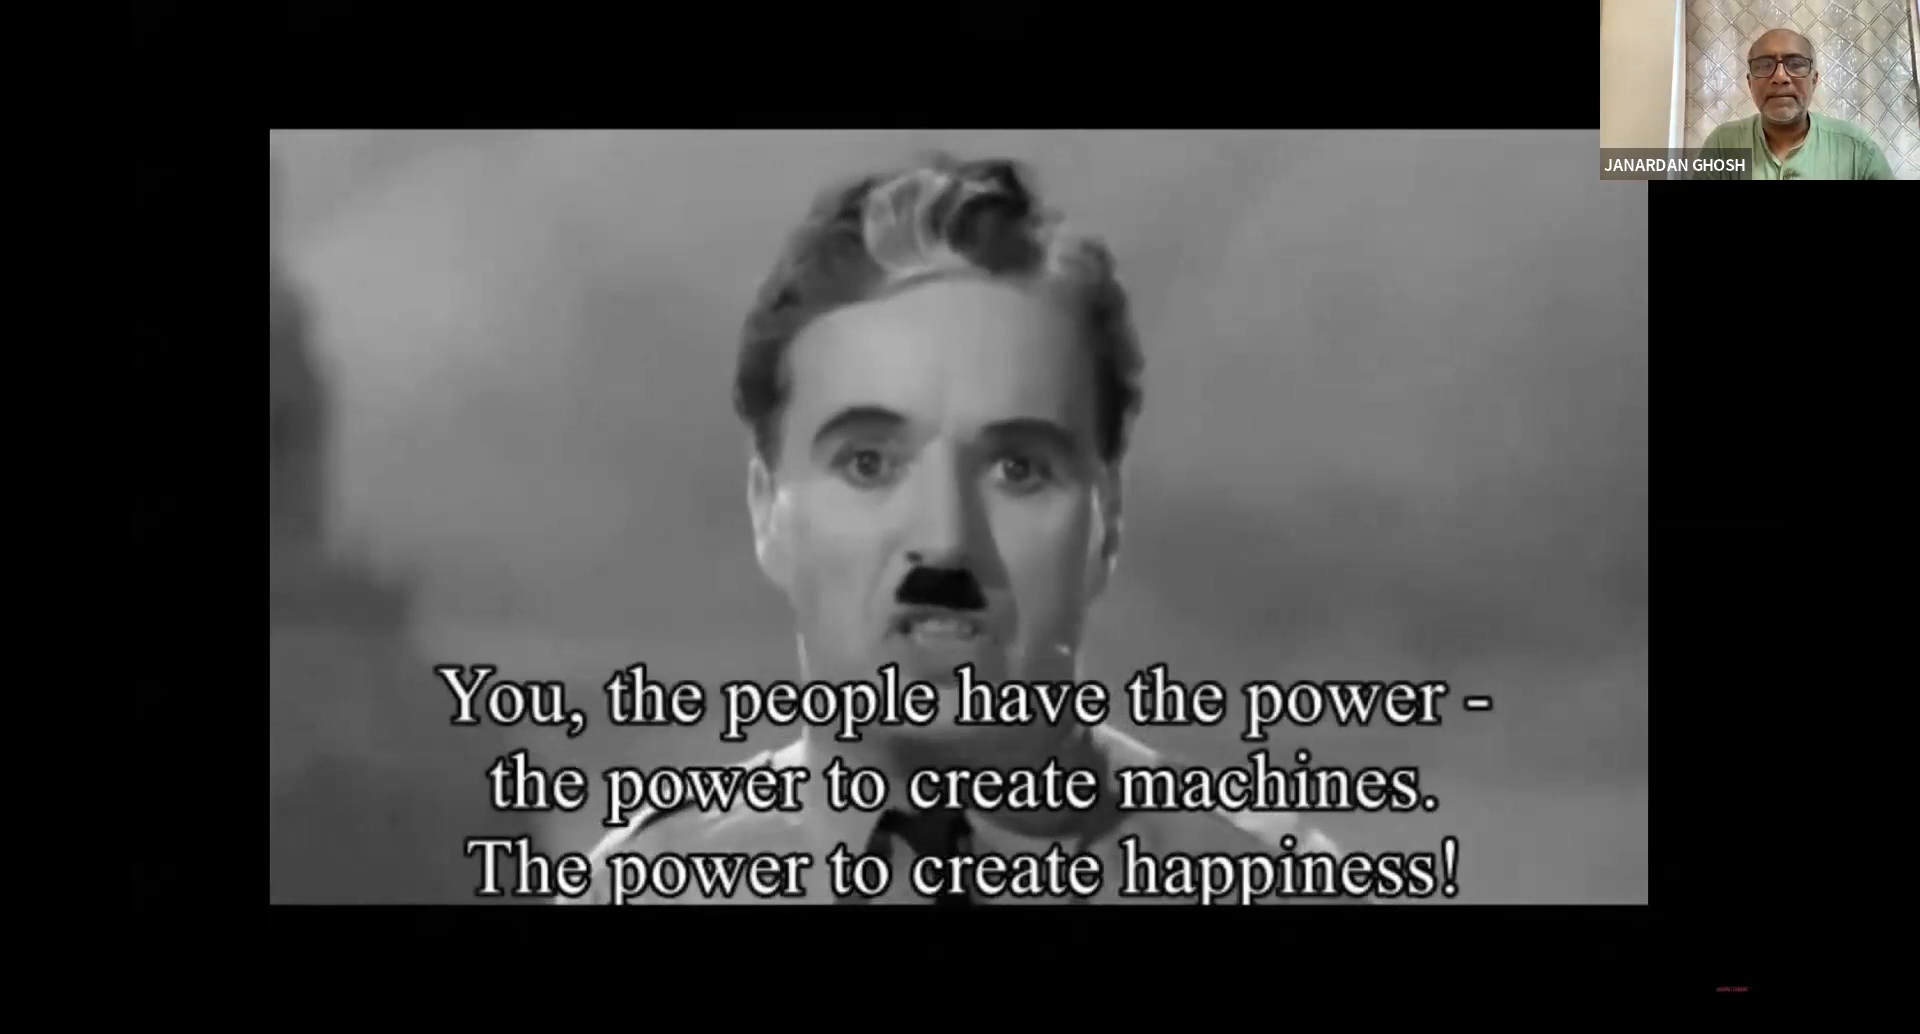 JANARDAN GHOSH
You, the people have the power -
the power to create machines.
The power to create happiness!